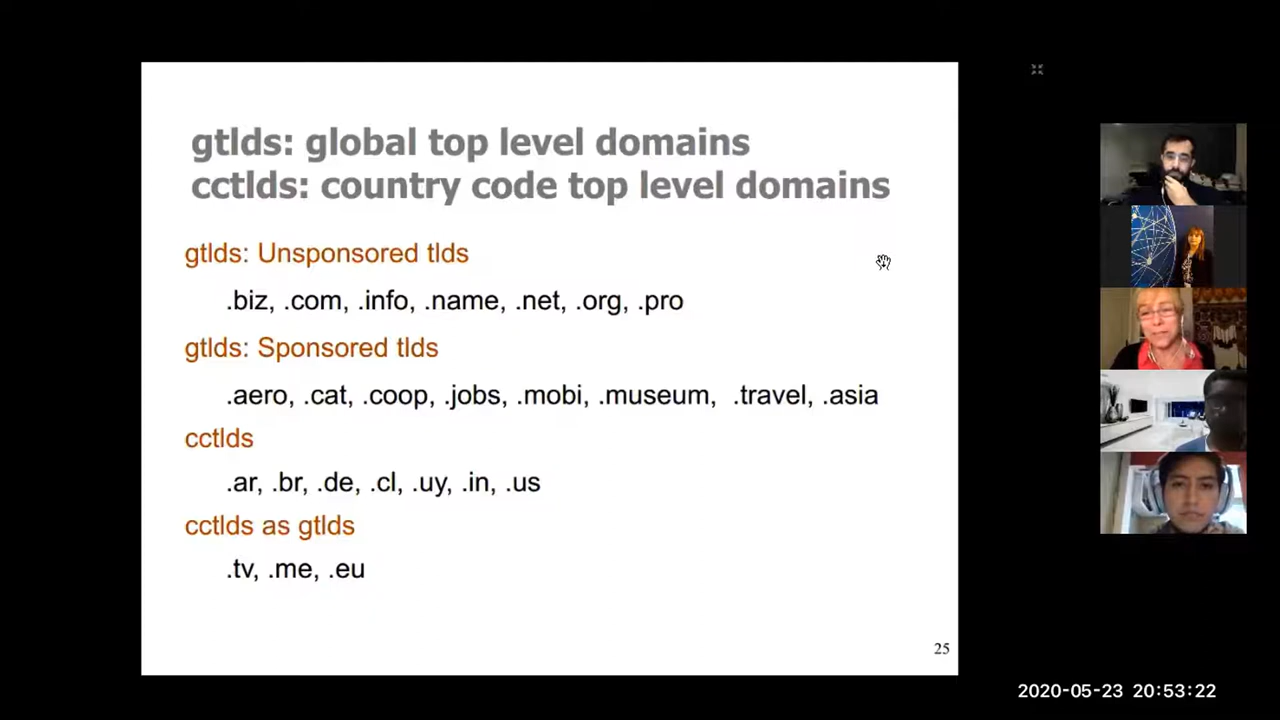 gtlds: global top level domains
cctlds: country code top level domains
gtlds: Unsponsored tlds
.biz, .com, .info, .name, .net, .org, .pro
gtlds: Sponsored tlds
.aero, .cat, .coop, .jobs, .mobi, .museum, .travel, .asia
cctlds
.ar, .br, .de, .cl, .uy, .in, .us
cctlds as gtlds
.tv, .me, .eu
25
2020-05-23 20:53:22